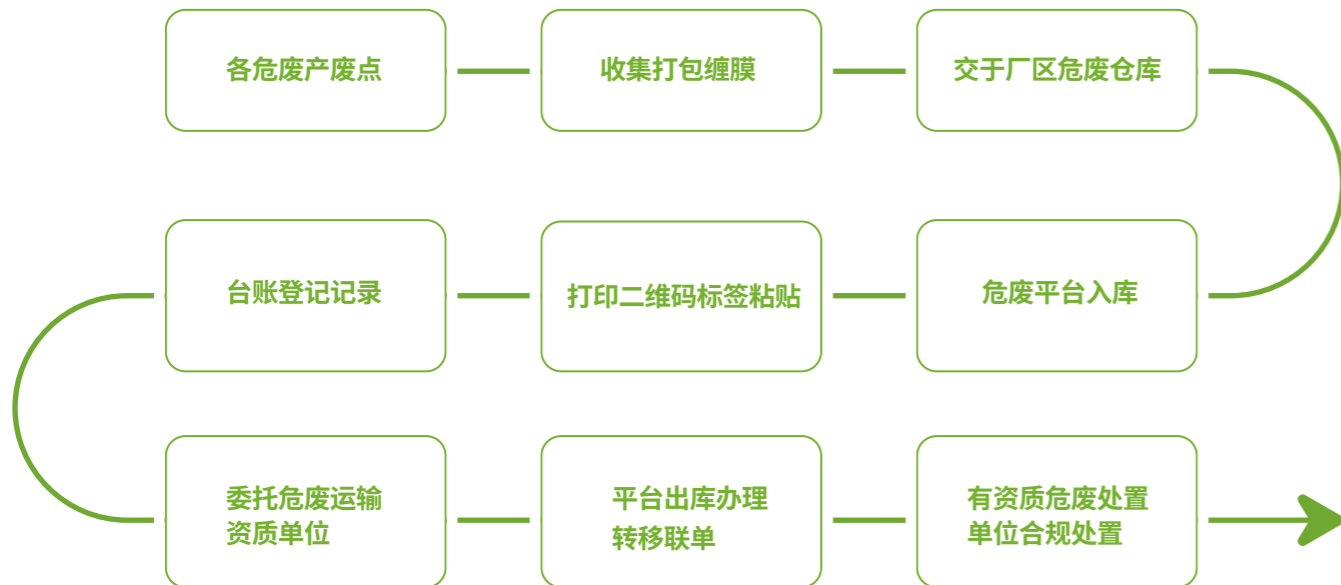 各危废产废点
收集打包缠膜
交于厂区危废仓库
危废平台入库
打印二维码标签粘贴
台账登记记录
委托危废运输
资质单位
平台出库办理
转移联单
有资质危废处置
单位合规处置